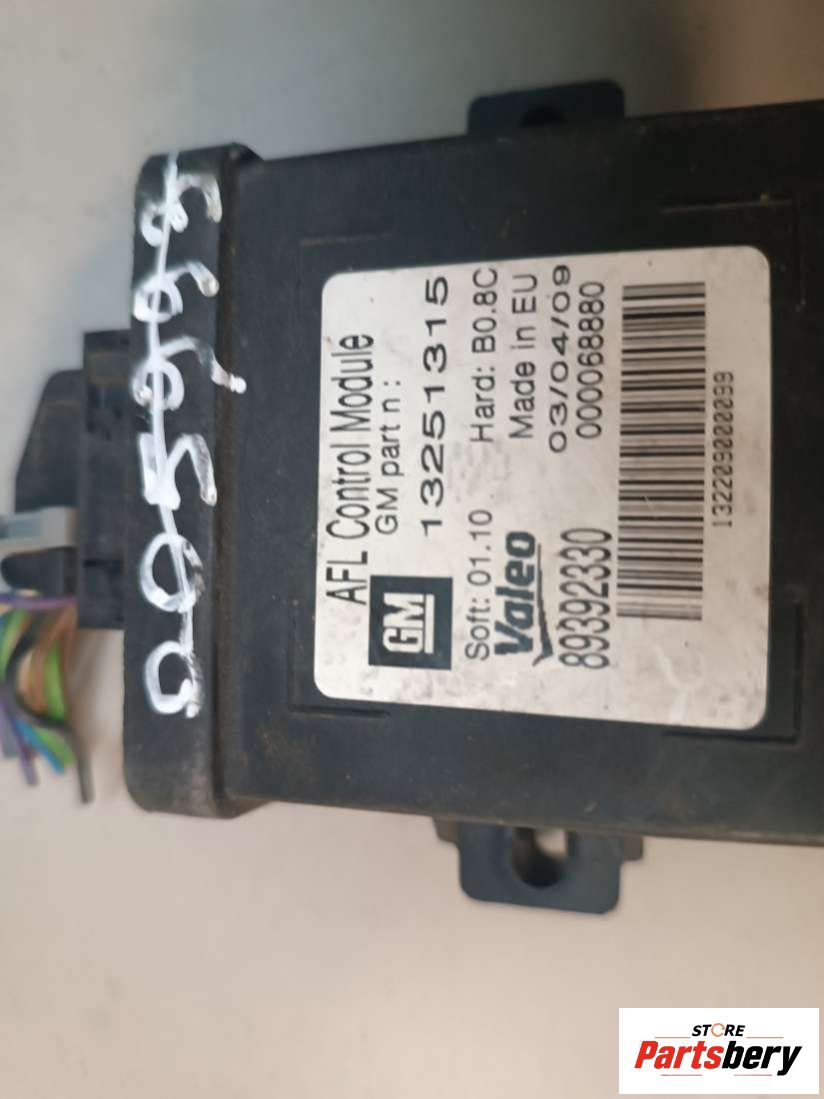 AFL Control Module
GM part n :
GM
13251315
Soft: 01.10 Hard: B0.8C
Valeo Made in EU
03/04/09
89392330 000068880
132209000099
STORE
Partsbery